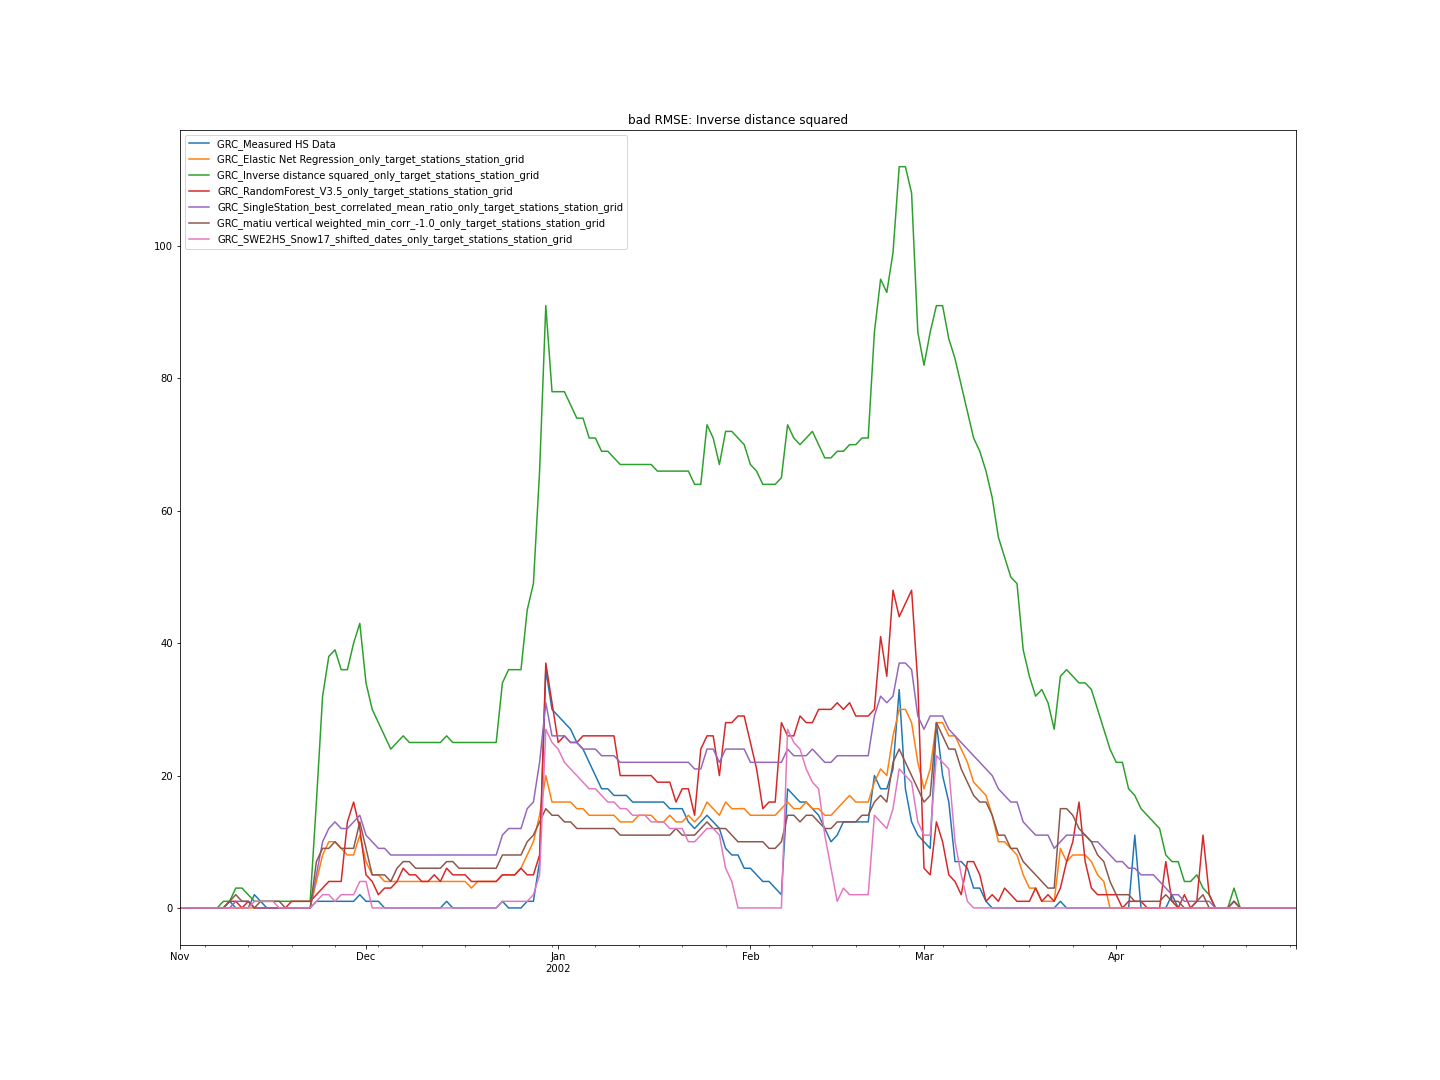 bad RMSE: Inverse distance squared
GRC_Measured HS Data
GRC_Elastic Net Regression_only_target_stations_station_grid
GRC_Inverse distance squared_only_target_stations_station_grid
GRC_RandomForest_V3.5_only_target_stations_station_grid
GRC_SingleStation_best_correlated_mean_ratio_only_target_stations_station_grid
GRC_matiu vertical weighted_min_corr_-1.0_only_target_stations_station_grid
GRC_SWE2HS_Snow17_shifted_dates_only_target_stations_station_grid
100
80
60
40
20
0
Nov Dec Jan Feb Mar Apr
2002